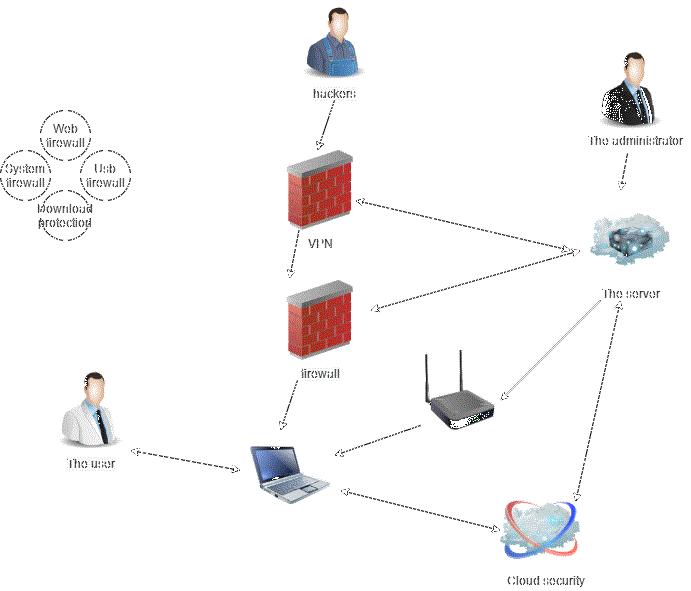 hackers
The administrator
Web
firewall
System
firewall
Usb
firewall
Download
protection
VPN
The server
firewall
The user
Cloud security